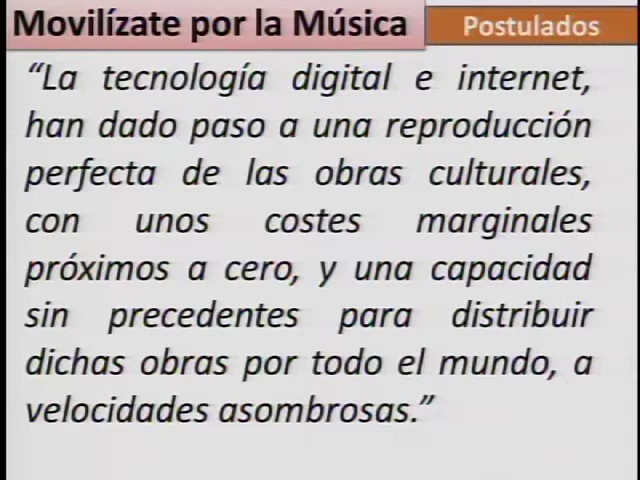 Movilízate por la Música
Postulados
“La tecnología digital e internet,
han dado paso a una reproducción
perfecta de las obras culturales,
con unos costes marginales
próximos a cero, y una capacidad
sin precedentes para distribuir
dichas obras por todo el mundo, a
velocidades asombrosas.”